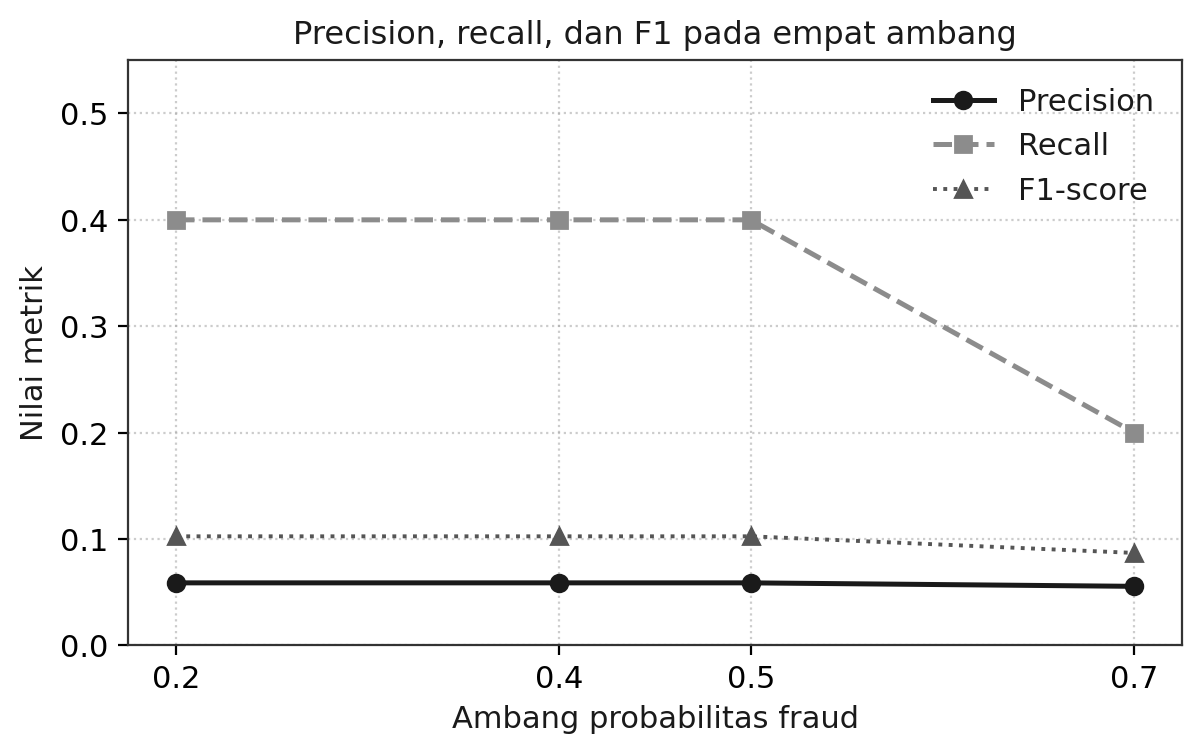 Precision, recall, dan F1 pada empat ambang
Precision
Recall
F1-score
0.5
0.4
0.3
0.2
0.1
0.0
Nilai metrik
0.2 0.4 0.5 0.7
Ambang probabilitas fraud